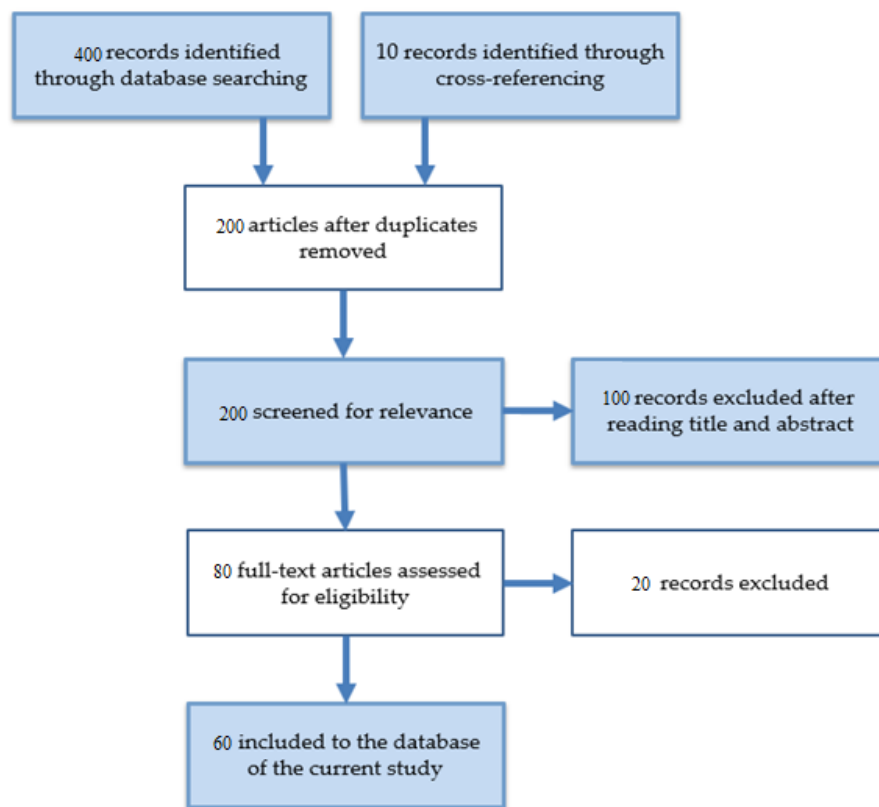 400 records identified
through database searching
10 records identified through
cross-referencing
200 articles after duplicates
removed
200 screened for relevance
100 records excluded after
reading title and abstract
80 full-text articles assessed
for eligibility
20 records excluded
60 included to the database
of the current study